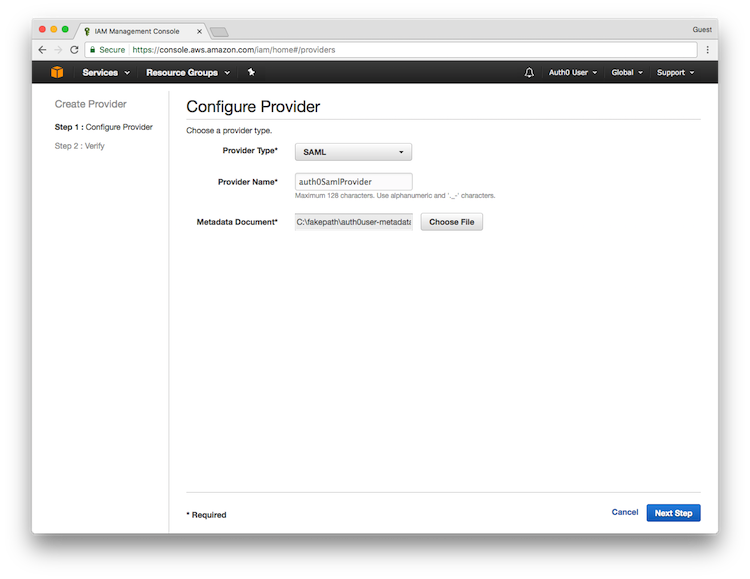 IAM Management Console
Guest
Secure https://console.aws.amazon.com/iam/home#/providers
Services Resource Groups Auth0 User Global Support
Create Provider
Step 1 : Configure Provider
Step 2 : Verify
Configure Provider
Choose a provider type.
Provider Type* SAML
Provider Name* auth0SamlProvider
Maximum 128 characters. Use alphanumeric and '._-' characters.
Metadata Document* C:\fakepath\auth0user-metadata Choose File
* Required
Cancel Next Step